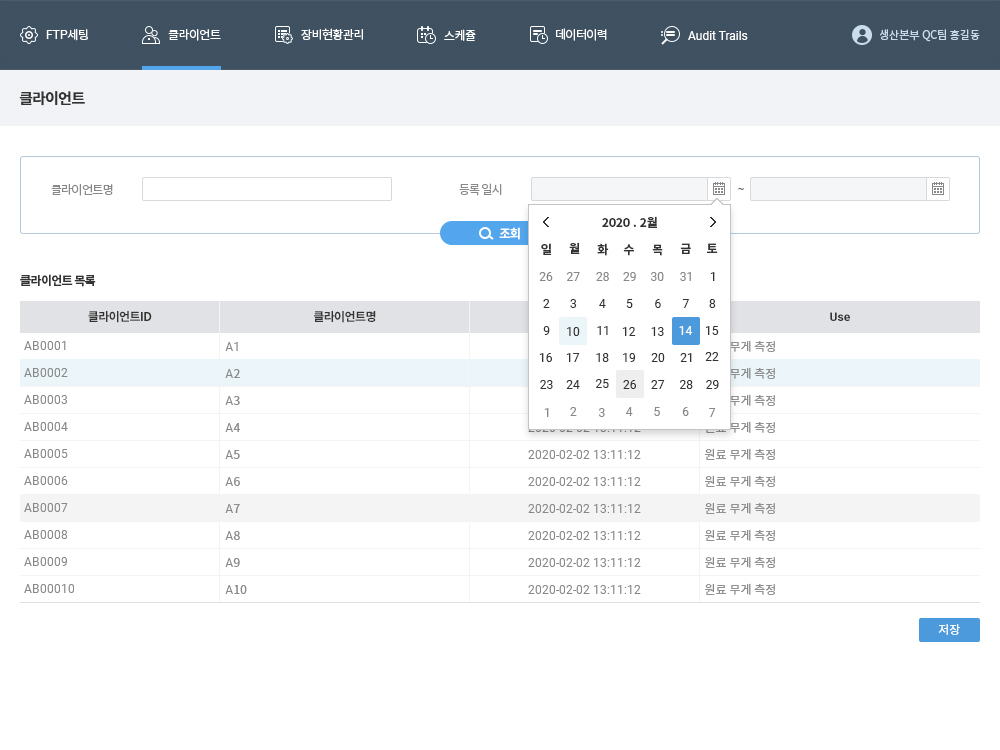 FTP세팅 클라이언트 장비현황관리 스케쥴 데이터이력 Audit Trails 생산본부 QC팀 홍길동
클라이언트
클라이언트명 등록 일시 ~
조회
2020 . 2월
일 월 화 수 목 금 토
26 27 28 29 30 31 1
2 3 4 5 6 7 8
9 10 11 12 13 14 15
16 17 18 19 20 21 22
23 24 25 26 27 28 29
1 2 3 4 5 6 7
클라이언트 목록
클라이언트ID 클라이언트명 Use
AB0001 A1 무게 측정
AB0002 A2 무게 측정
AB0003 A3 무게 측정
AB0004 A4 2020-02-02 13:11:12 원료 무게 측정
AB0005 A5 2020-02-02 13:11:12 원료 무게 측정
AB0006 A6 2020-02-02 13:11:12 원료 무게 측정
AB0007 A7 2020-02-02 13:11:12 원료 무게 측정
AB0008 A8 2020-02-02 13:11:12 원료 무게 측정
AB0009 A9 2020-02-02 13:11:12 원료 무게 측정
AB00010 A10 2020-02-02 13:11:12 원료 무게 측정
저장